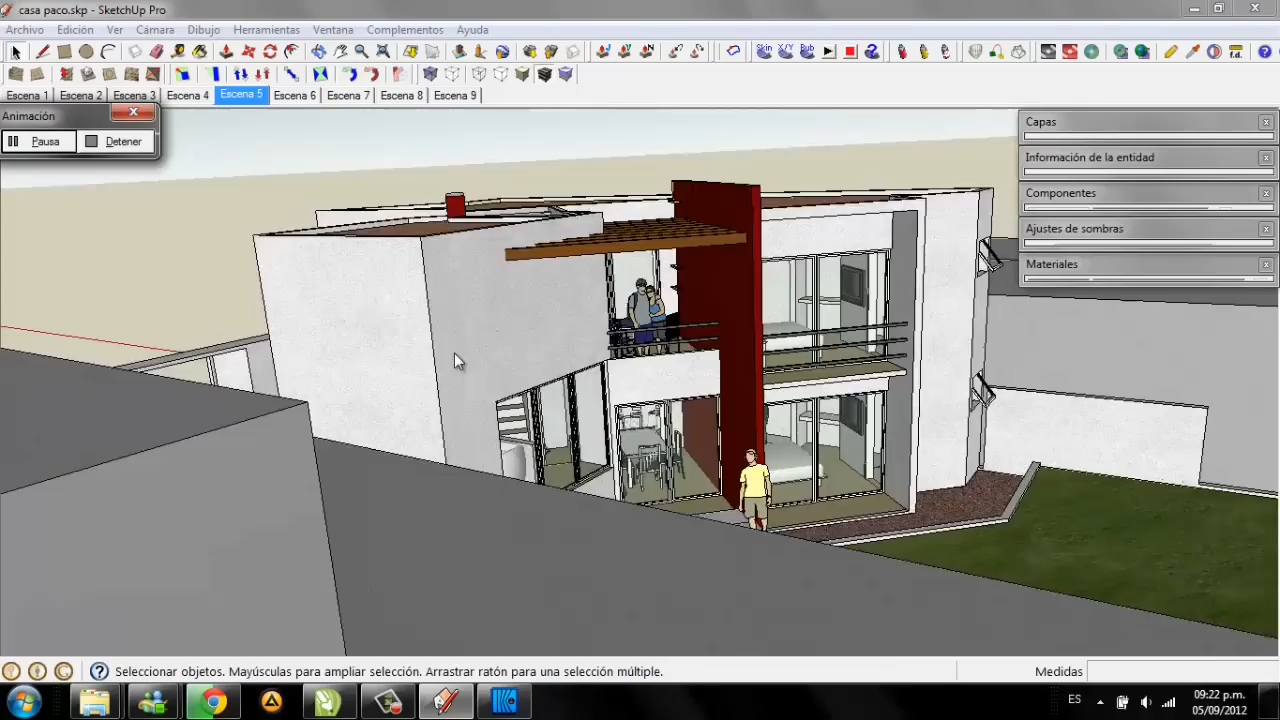 casa paco.skp - SketchUp Pro
Archivo Edición Ver Cámara Dibujo Herramientas Ventana Complementos Ayuda
Skin X/Y Bub
Escena 1 Escena 2 Escena 3 Escena 4 Escena 5 Escena 6 Escena 7 Escena 8 Escena 9
Animación
Pausa Detener
Capas
Información de la entidad
Componentes
Ajustes de sombras
Materiales
Seleccionar objetos. Mayúsculas para ampliar selección. Arrastrar ratón para una selección múltiple. Medidas
ES 09:22 p.m.
05/09/2012